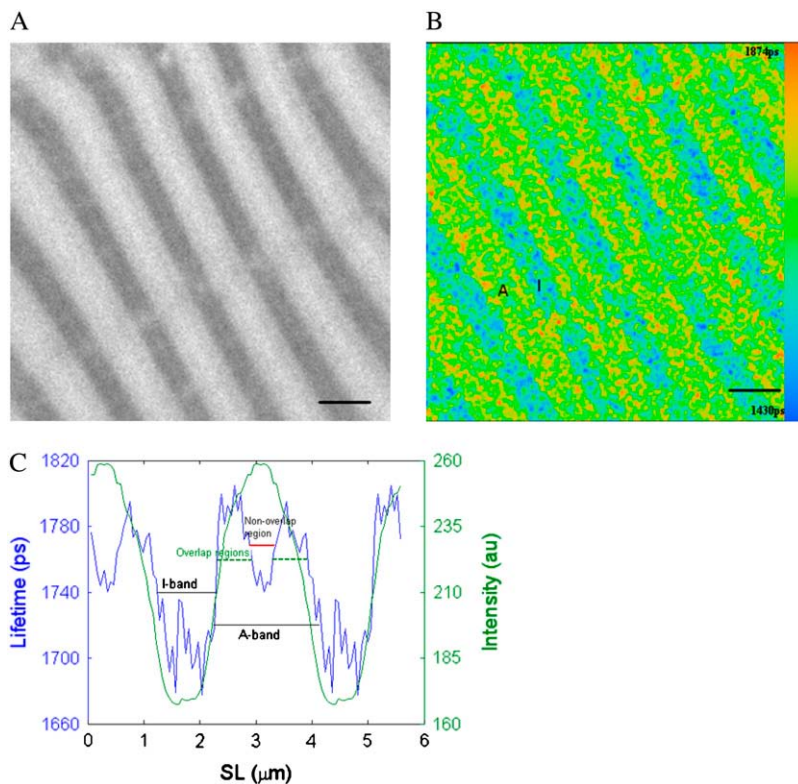 A
B
1874ps
A I
1430ps
C
Lifetime (ps)
1820
1780
1740
1700
1660
Non-overlap
region
Overlap regions
I-band
A-band
260
235
210
185
160
Intensity (au)
0 1 2 3 4 5 6
SL (μm)